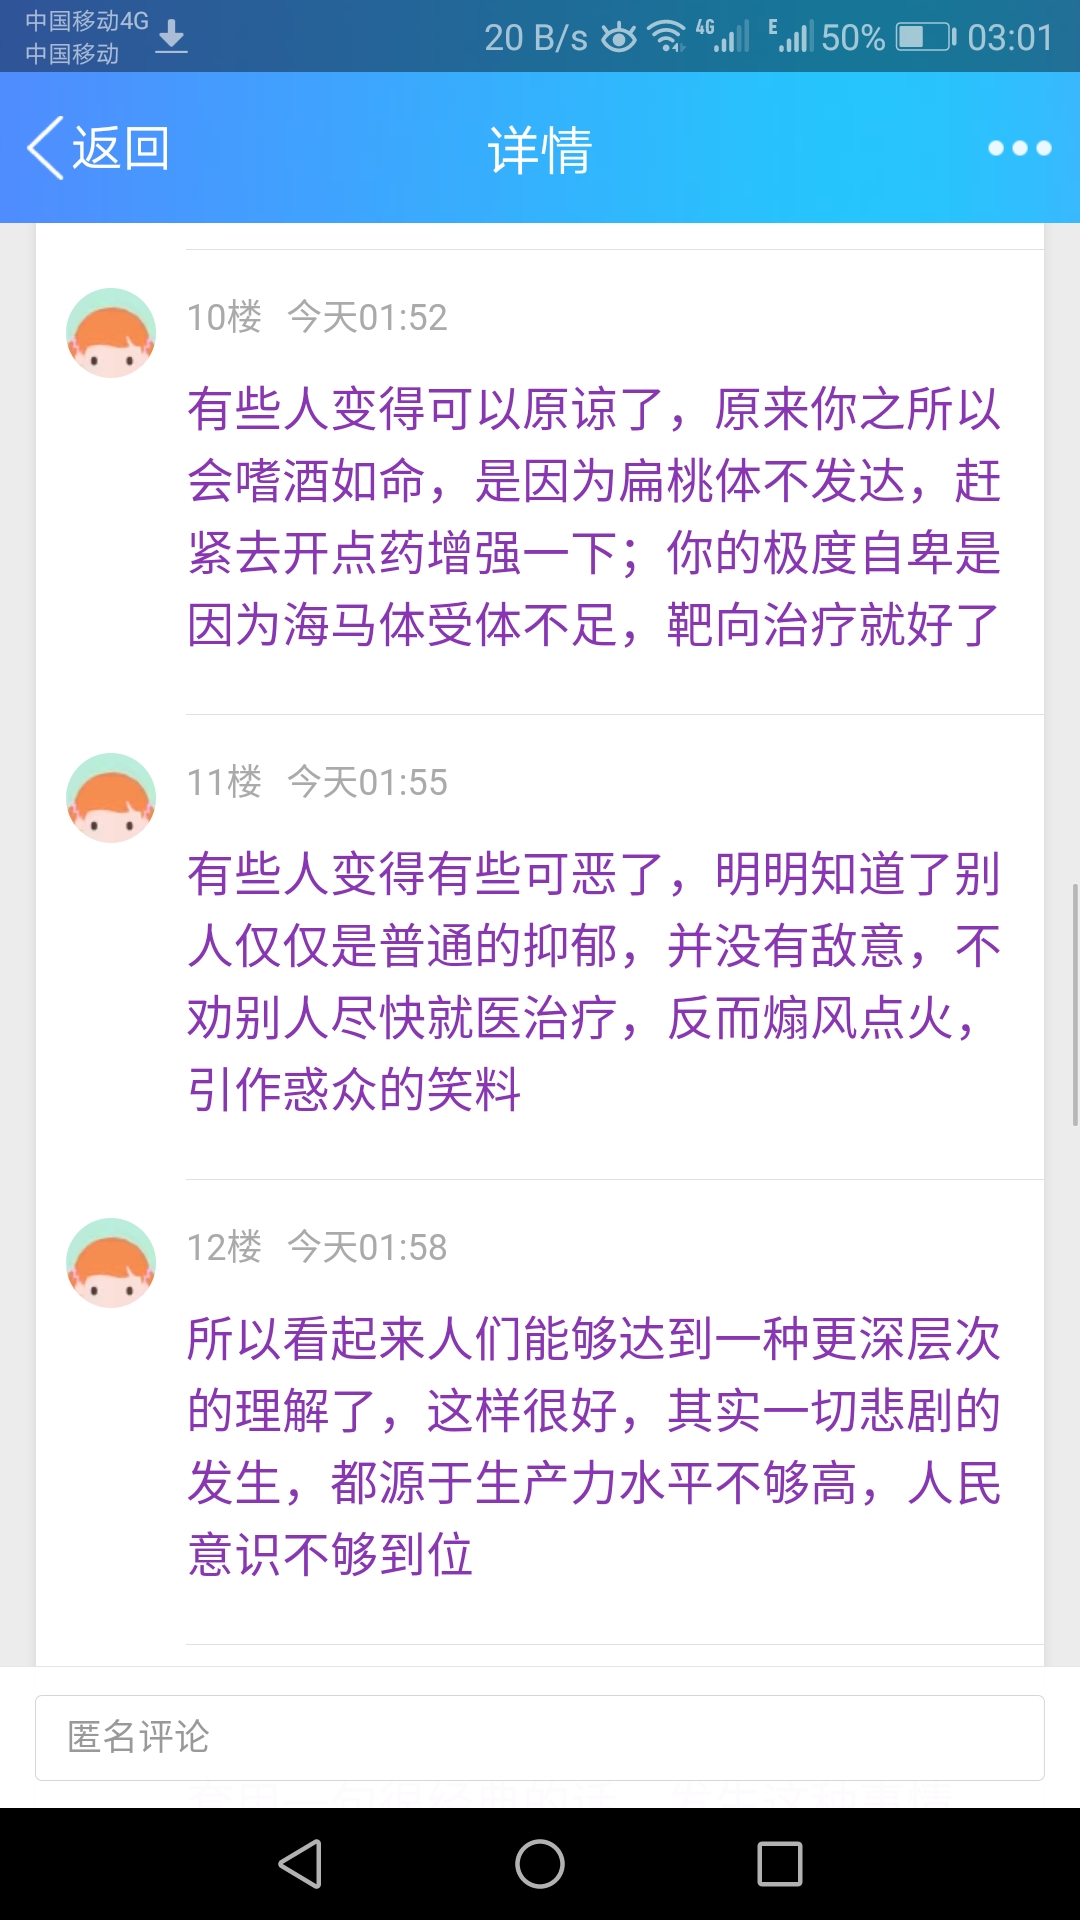 中国移动4G
中国移动
20 B/s 4G E 50% 03:01
返回 详情
10楼 今天01:52
有些人变得可以原谅了，原来你之所以
会嗜酒如命，是因为扁桃体不发达，赶
紧去开点药增强一下；你的极度自卑是
因为海马体受体不足，靶向治疗就好了
11楼 今天01:55
有些人变得有些可恶了，明明知道了别
人仅仅是普通的抑郁，并没有敌意，不
劝别人尽快就医治疗，反而煽风点火，
引作惑众的笑料
12楼 今天01:58
所以看起来人们能够达到一种更深层次
的理解了，这样很好，其实一切悲剧的
发生，都源于生产力水平不够高，人民
意识不够到位
匿名评论